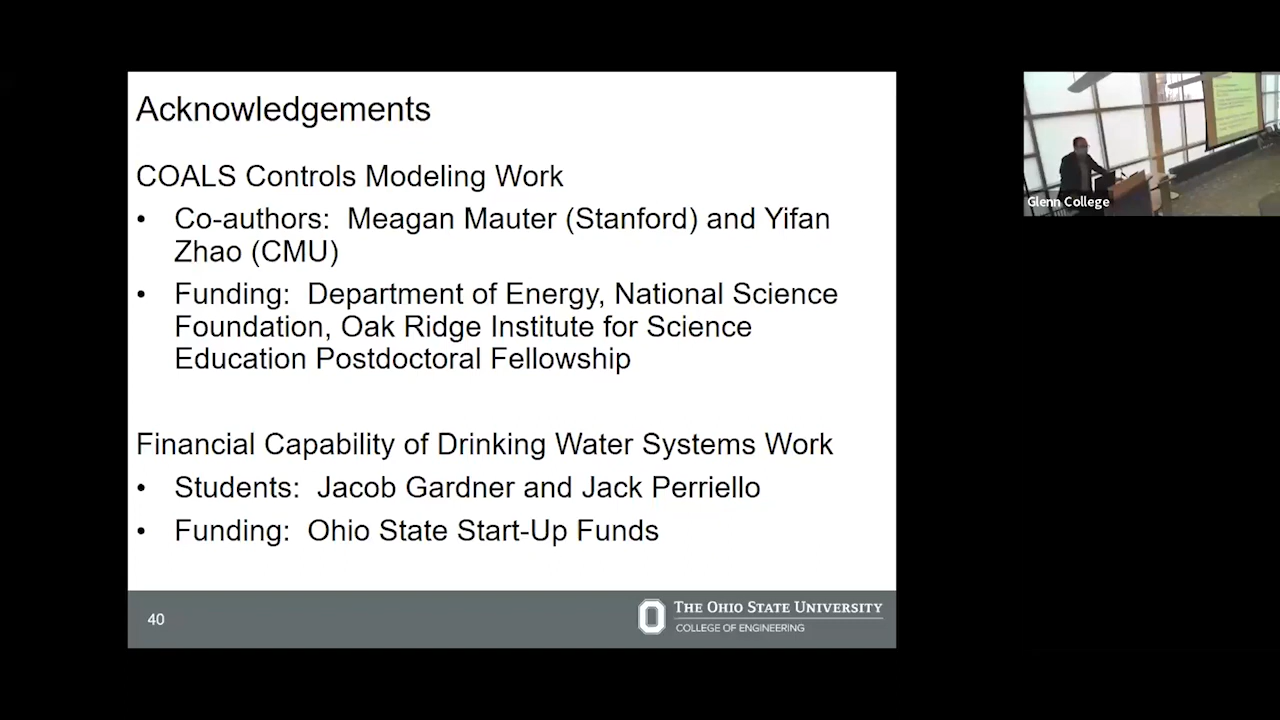 Acknowledgements
COALS Controls Modeling Work
• Co-authors: Meagan Mauter (Stanford) and Yifan
Zhao (CMU)
• Funding: Department of Energy, National Science
Foundation, Oak Ridge Institute for Science
Education Postdoctoral Fellowship
Financial Capability of Drinking Water Systems Work
• Students: Jacob Gardner and Jack Perriello
• Funding: Ohio State Start-Up Funds
40
THE OHIO STATE UNIVERSITY
COLLEGE OF ENGINEERING
Glenn College